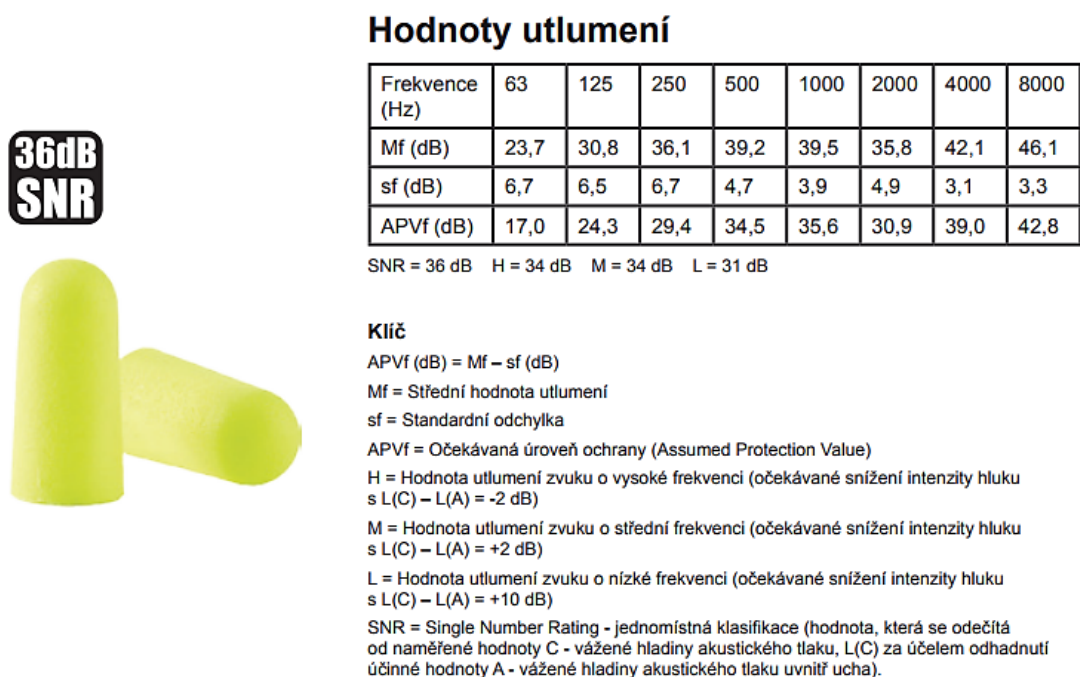 Hodnoty utlumení
36dB
SNR
Frekvence (Hz) 63 125 250 500 1000 2000 4000 8000
Mf (dB) 23,7 30,8 36,1 39,2 39,5 35,8 42,1 46,1
sf (dB) 6,7 6,5 6,7 4,7 3,9 4,9 3,1 3,3
APVf (dB) 17,0 24,3 29,4 34,5 35,6 30,9 39,0 42,8
SNR = 36 dB H = 34 dB M = 34 dB L = 31 dB
Klíč
APVf (dB) = Mf – sf (dB)
Mf = Střední hodnota utlumení
sf = Standardní odchylka
APVf = Očekávaná úroveň ochrany (Assumed Protection Value)
H = Hodnota utlumení zvuku o vysoké frekvenci (očekávané snížení intenzity hluku
s L(C) – L(A) = -2 dB)
M = Hodnota utlumení zvuku o střední frekvenci (očekávané snížení intenzity hluku
s L(C) – L(A) = +2 dB)
L = Hodnota utlumení zvuku o nízké frekvenci (očekávané snížení intenzity hluku
s L(C) – L(A) = +10 dB)
SNR = Single Number Rating - jednomístná klasifikace (hodnota, která se odečítá
od naměřené hodnoty C - vážené hladiny akustického tlaku, L(C) za účelem odhadnutí
účinné hodnoty A - vážené hladiny akustického tlaku uvnitř ucha).